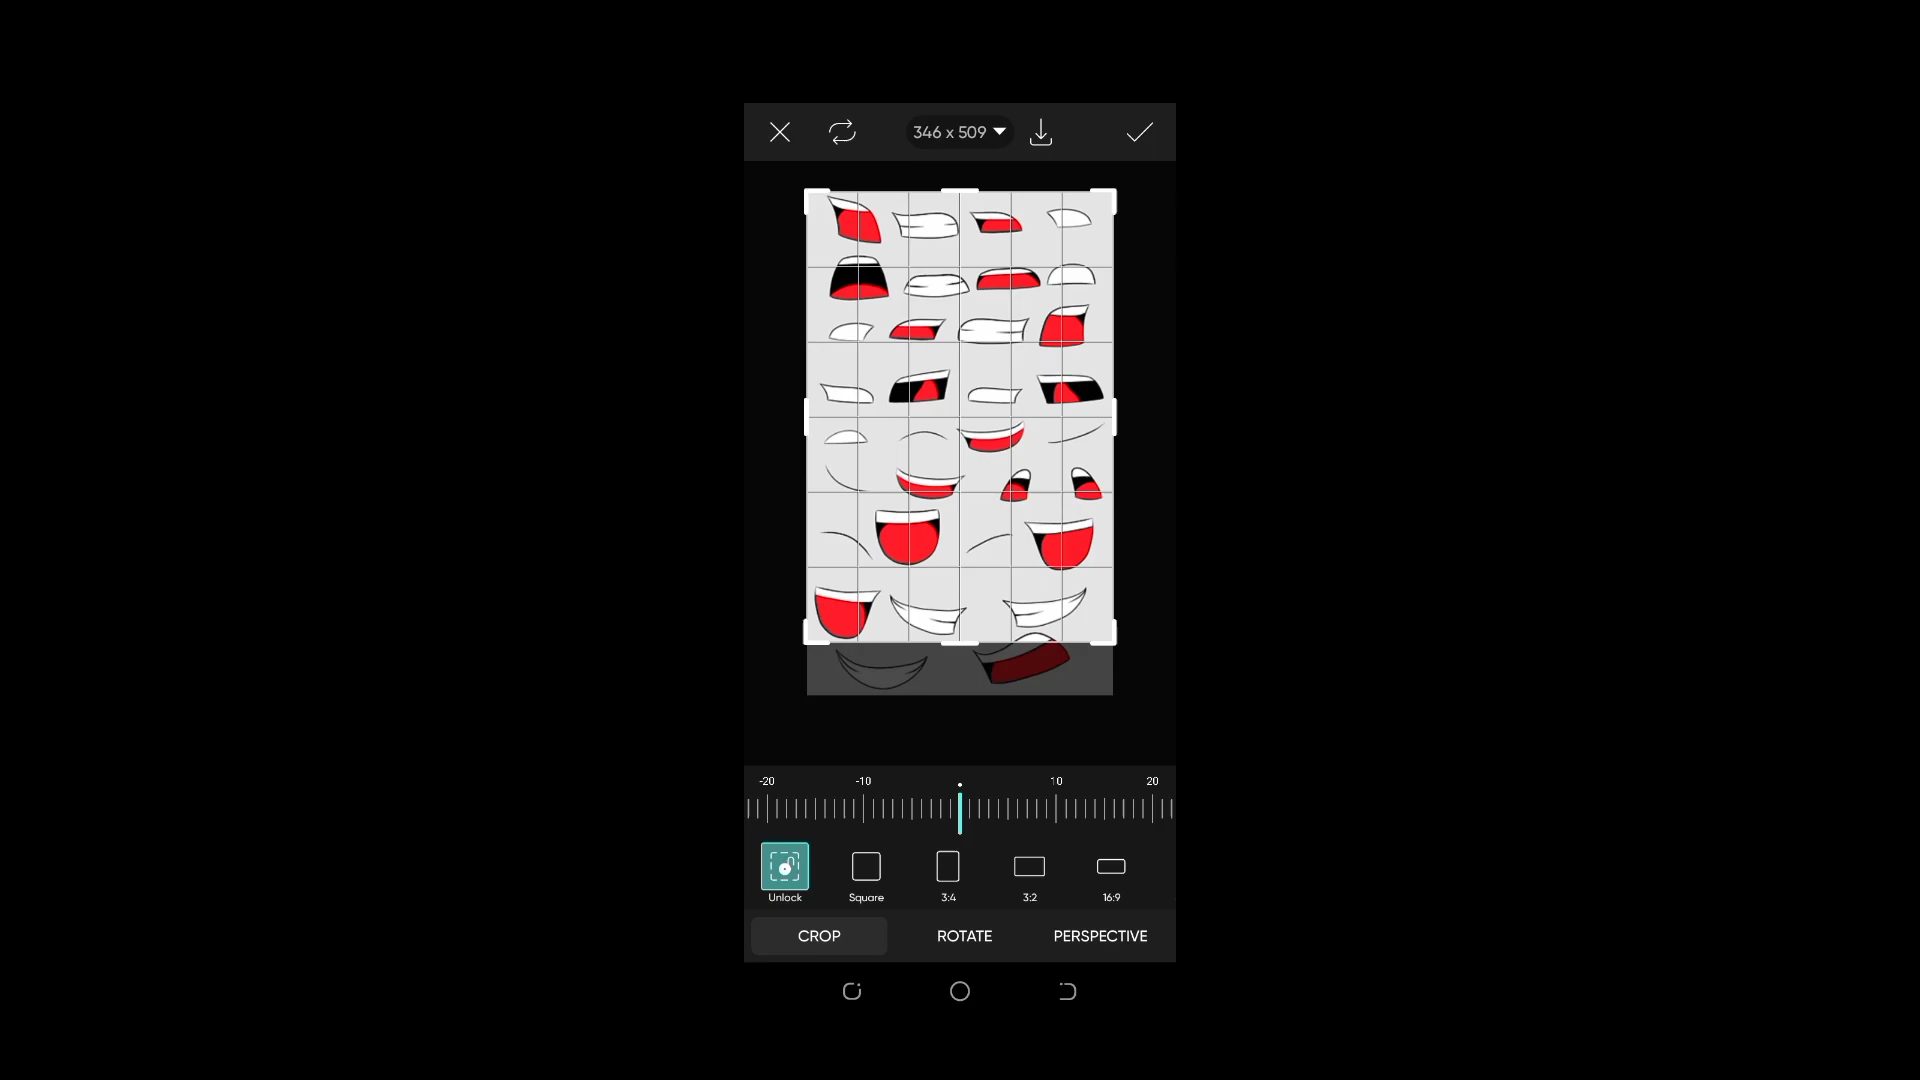 346 x 509
-20 -10 10 20
Unlock Square 3:4 3:2 16:9
CROP ROTATE PERSPECTIVE